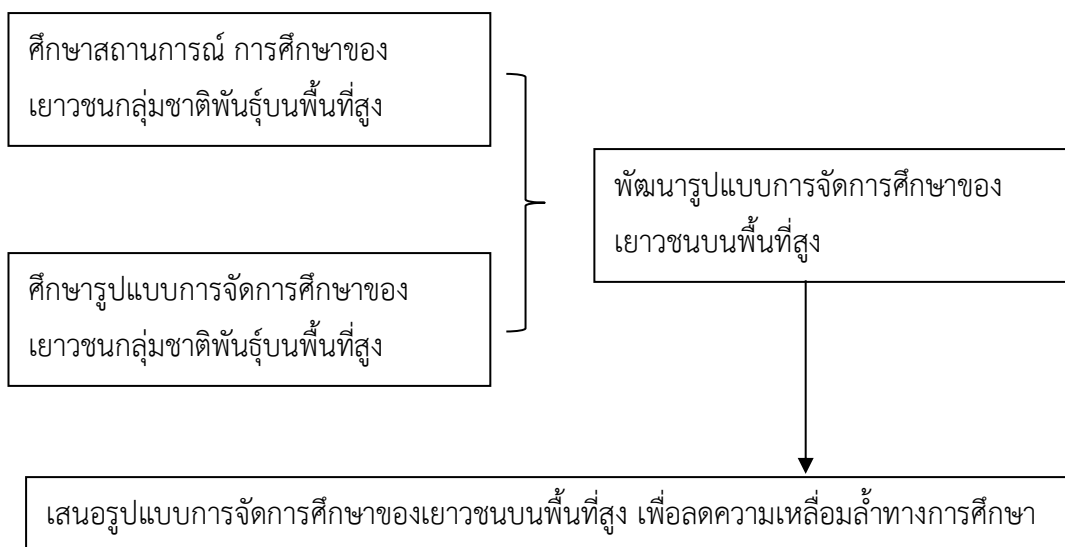 ศึกษาสถานการณ์ การศึกษาของ
เยาวชนกลุ่มชาติพันธุ์บนพื้นที่สูง
ศึกษารูปแบบการจัดการศึกษาของ
เยาวชนกลุ่มชาติพันธุ์บนพื้นที่สูง
พัฒนารูปแบบการจัดการศึกษาของ
เยาวชนบนพื้นที่สูง
เสนอรูปแบบการจัดการศึกษาของเยาวชนบนพื้นที่สูง เพื่อลดความเหลื่อมล้ำทางการศึกษา